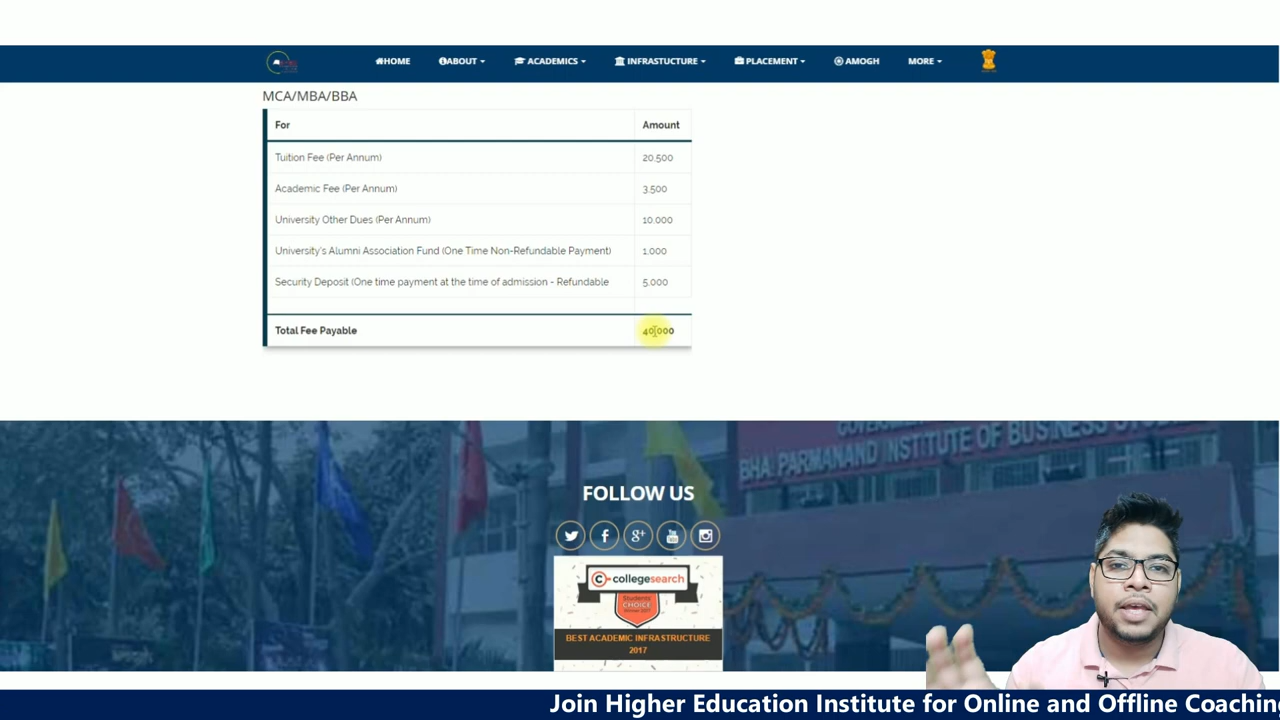 HOME ABOUT ACADEMICS INFRASTUCTURE PLACEMENT AMOGH MORE
MCA/MBA/BBA
For Amount
Tuition Fee (Per Annum) 20,500
Academic Fee (Per Annum) 3,500
University Other Dues (Per Annum) 10,000
University's Alumni Association Fund (One Time Non-Refundable Payment) 1,000
Security Deposit (One time payment at the time of admission - Refundable 5,000
Total Fee Payable 40,000
BHAI PARMANAND INSTITUTE OF BUSINESS
FOLLOW US
collegesearch
Students'
CHOICE
BEST ACADEMIC INFRASTRUCTURE
2017
Join Higher Education Institute for Online and Offline Coachin